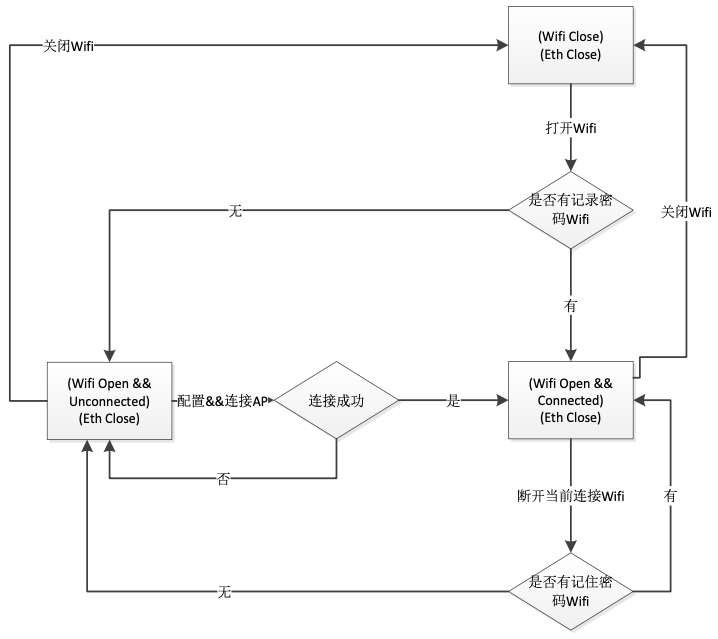 关闭Wifi
(Wifi Close)
(Eth Close)
打开Wifi
是否有记录密
码Wifi
无
关闭Wifi
有
(Wifi Open &&
Unconnected)
(Eth Close)
配置&&连接AP
连接成功
是
(Wifi Open &&
Connected)
(Eth Close)
否
断开当前连接Wifi
有
是否有记住密
码Wifi
无